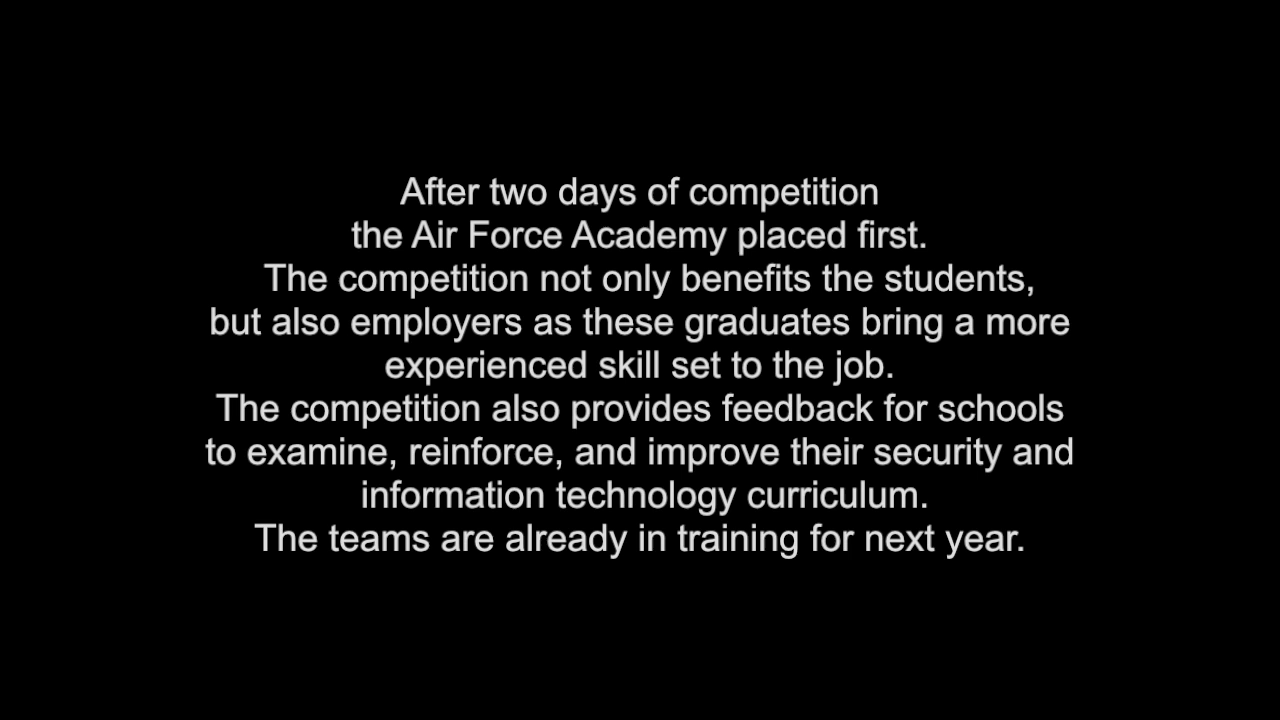 After two days of competition
the Air Force Academy placed first.
The competition not only benefits the students,
but also employers as these graduates bring a more
experienced skill set to the job.
The competition also provides feedback for schools
to examine, reinforce, and improve their security and
information technology curriculum.
The teams are already in training for next year.